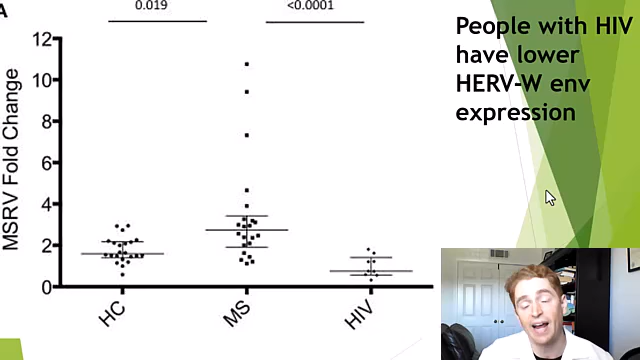 A
0.019
<0.0001
People with HIV
have lower
HERV-W env
expression
MSRV Fold Change
12
10
8
6
4
2
0
HC
MS
HIV